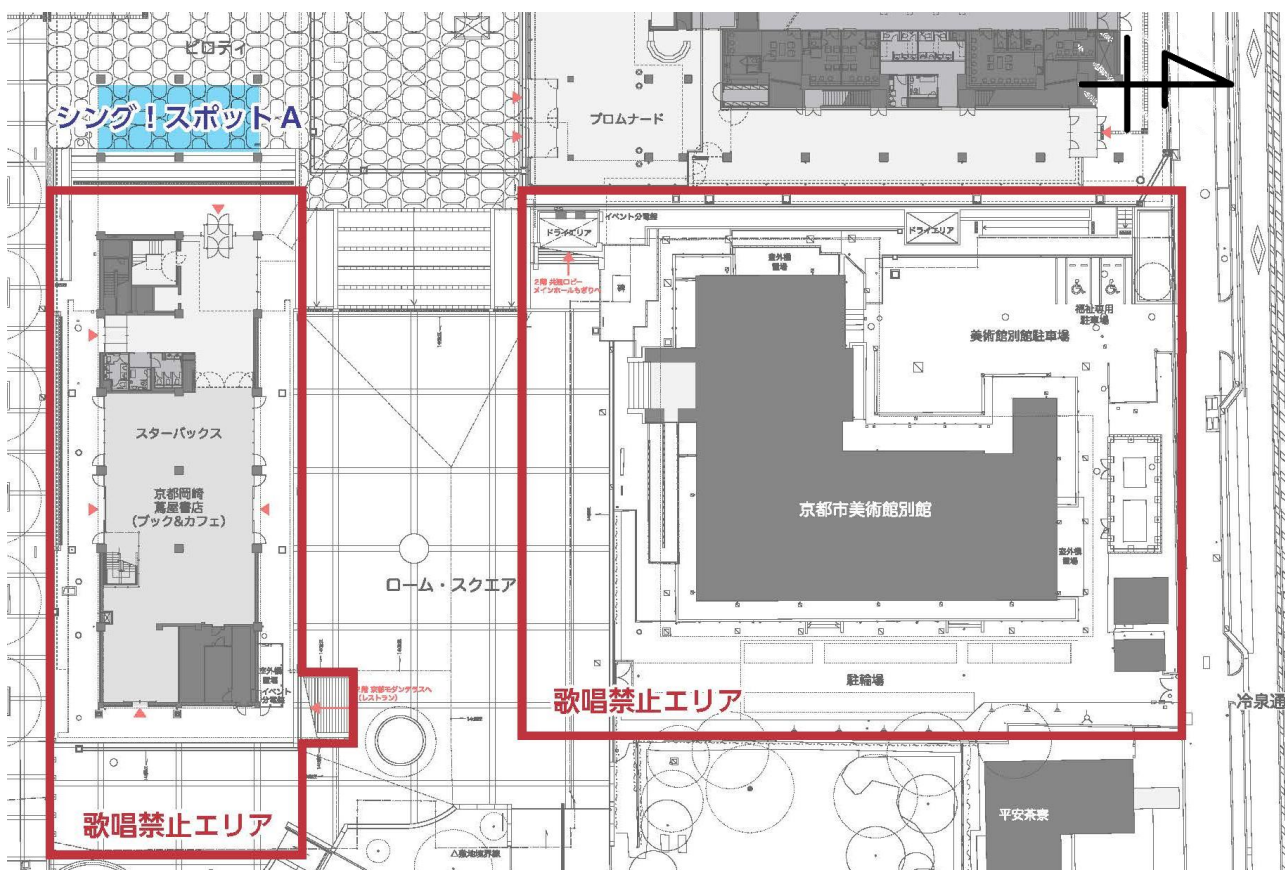 ピロティ
シング！スポットA
プロムナード
イベント分電盤
ドライエリア
ドライエリア
2階 共通ロビー
メインホールもぎりへ
碑
室外機
置場
福祉専用
駐車場
美術館別館駐車場
スターバックス
京都岡崎
蔦屋書店
(ブック&カフェ)
京都市美術館別館
室外機
置場
ローム・スクエア
室外機
置場
イベント
分電盤
2階 京都モダンテラスへ
(レストラン)
駐輪場
歌唱禁止エリア
冷泉通
歌唱禁止エリア
平安茶寮
△敷地境界線